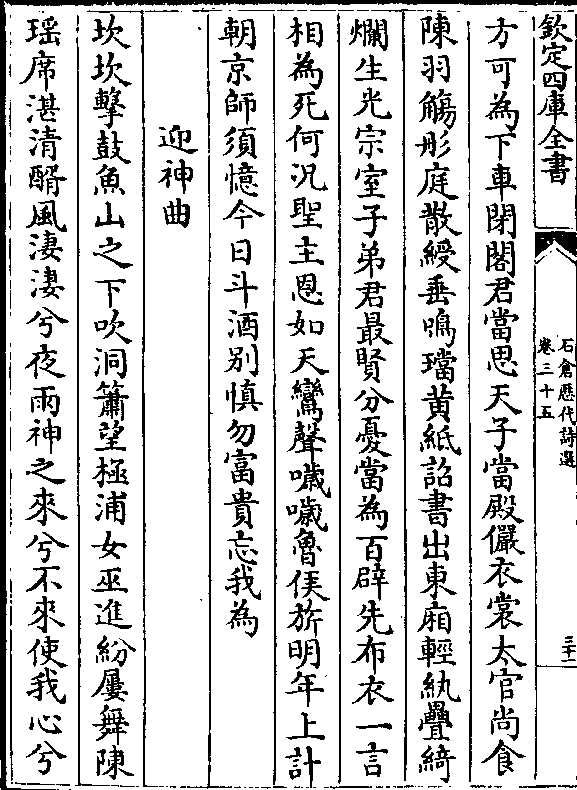 欽定四庫全書
石倉歴代詩選
卷三十五
三十二
方可為下車閉閤君當思天子當殿儼衣裳太官尚食
陳羽觴彤庭散綬垂鳴璫黄紙詔書出東廂輕紈疊綺
爛生光宗室子弟君最賢分憂當為百辟先布衣一言
相為死何況聖主恩如天鸞聲噦噦魯侯旂明年上計
朝京師須憶今日斗酒别慎勿富貴忘我為
迎神曲
坎坎擊鼓魚山之下吹洞簫望極浦女巫進紛屢舞陳
瑶席湛清酳風淒淒兮夜雨神之來兮不來使我心兮